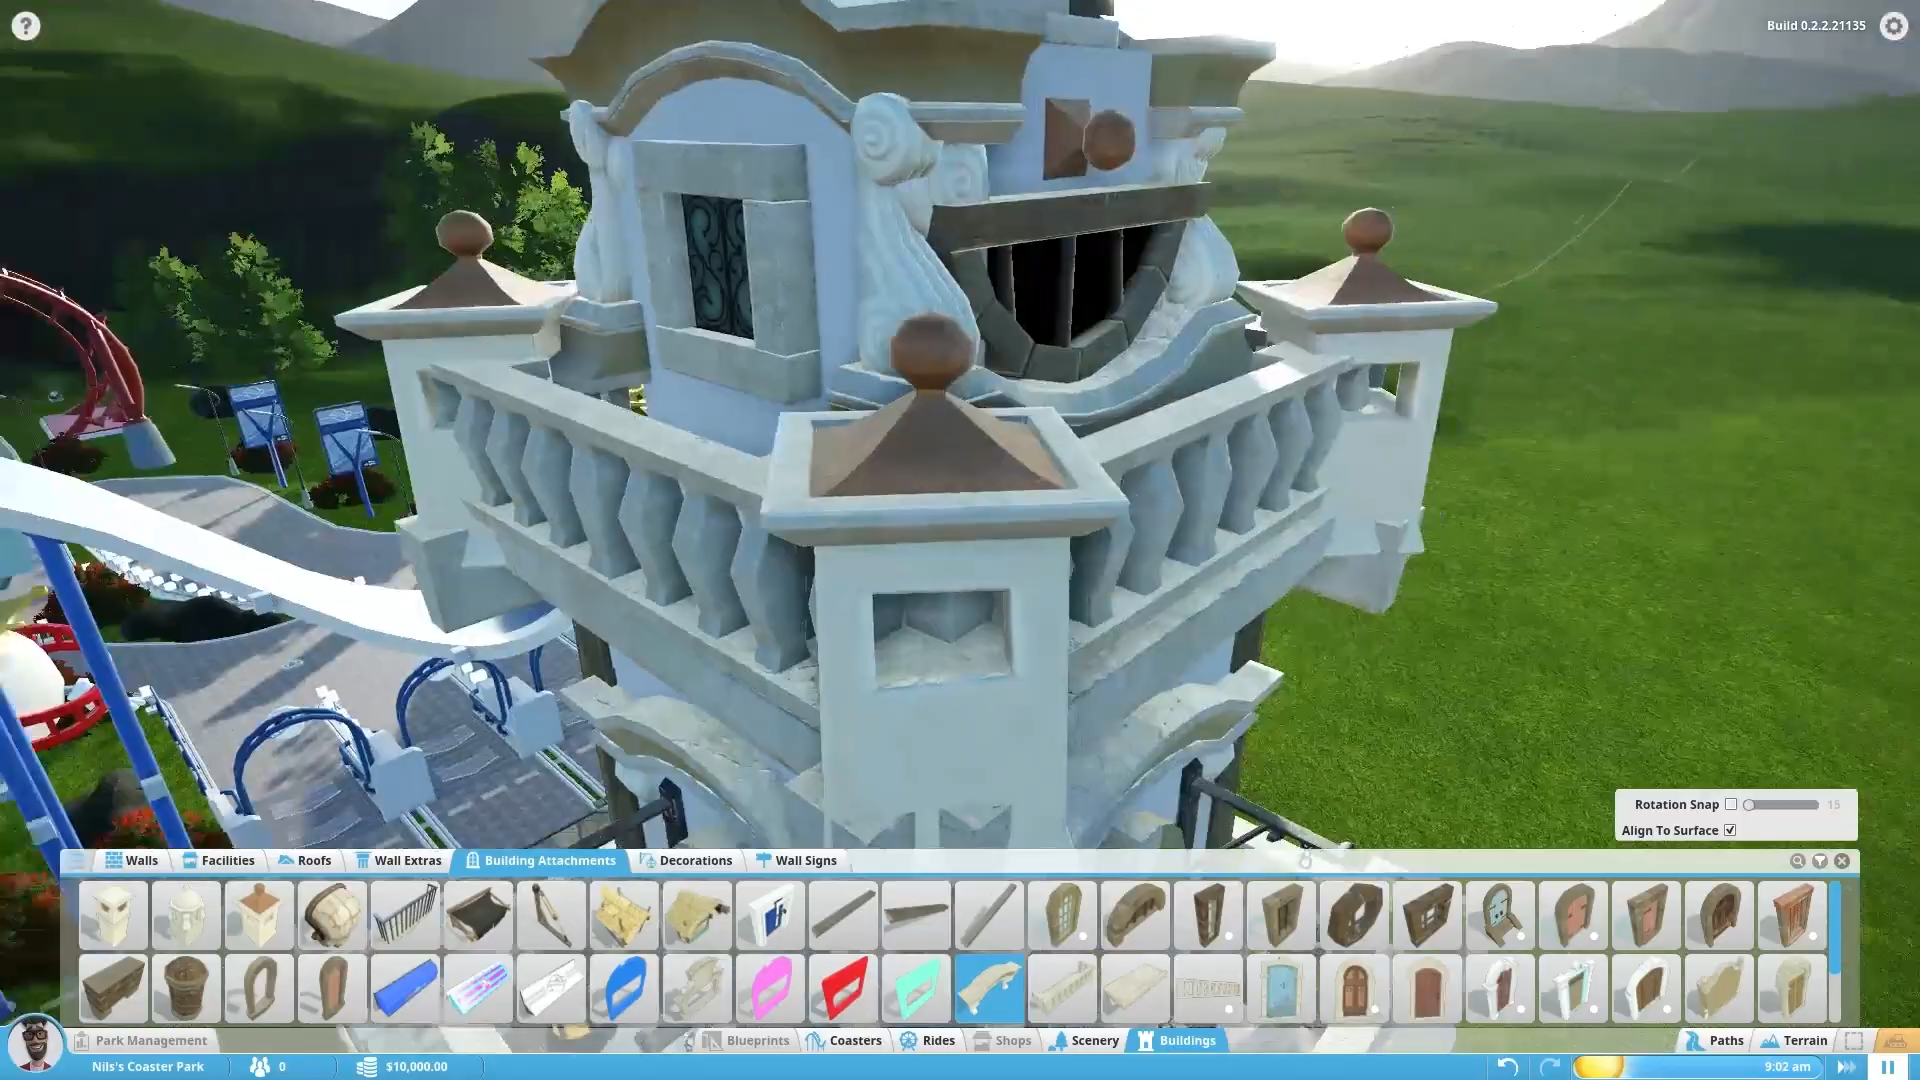 ?
Build 0.2.2.21135
Rotation Snap 15
Align To Surface
Walls Facilities Roofs Wall Extras Building Attachments Decorations Wall Signs
Park Management Blueprints Coasters Rides Shops Scenery Buildings Paths Terrain
Nils's Coaster Park 0 $10,000.00 9:02 am